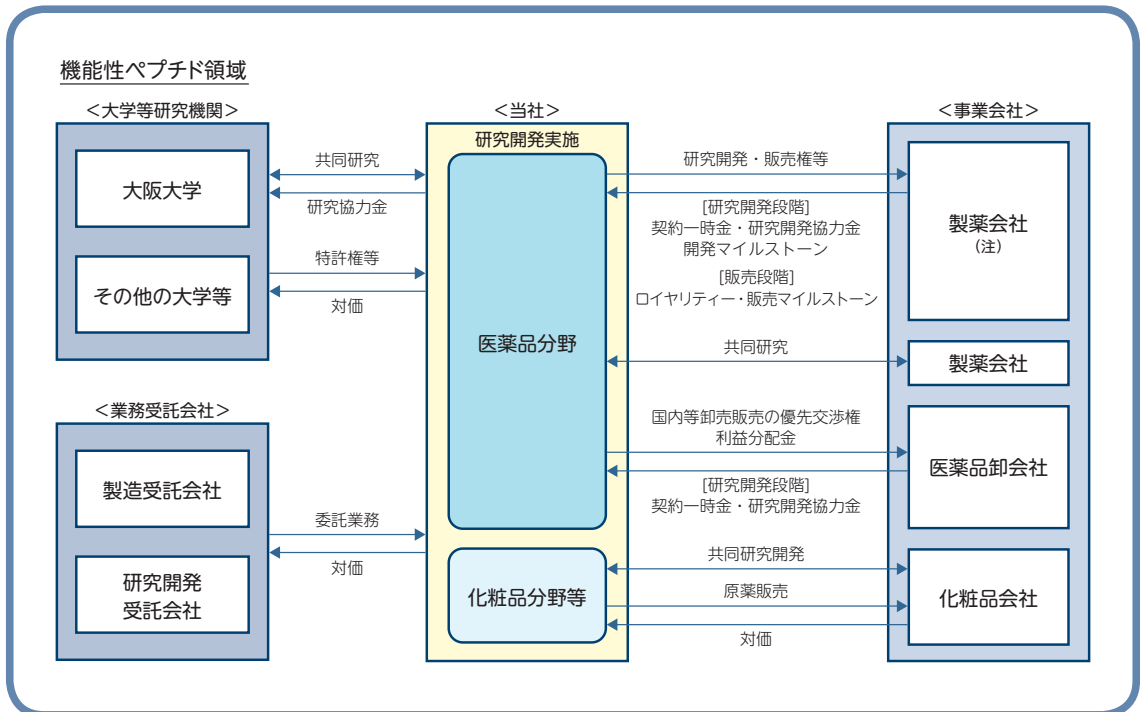 機能性ペプチド領域
＜大学等研究機関＞
大阪大学
その他の大学等
共同研究
研究協力金
特許権等
対価
＜業務受託会社＞
製造受託会社
研究開発
受託会社
委託業務
対価
＜当社＞
研究開発実施
医薬品分野
化粧品分野等
研究開発・販売権等
[研究開発段階]
契約一時金・研究開発協力金
開発マイルストーン
[販売段階]
ロイヤリティー・販売マイルストーン
共同研究
国内等卸売販売の優先交渉権
利益分配金
[研究開発段階]
契約一時金・研究開発協力金
共同研究開発
原薬販売
対価
＜事業会社＞
製薬会社
(注)
製薬会社
医薬品卸会社
化粧品会社